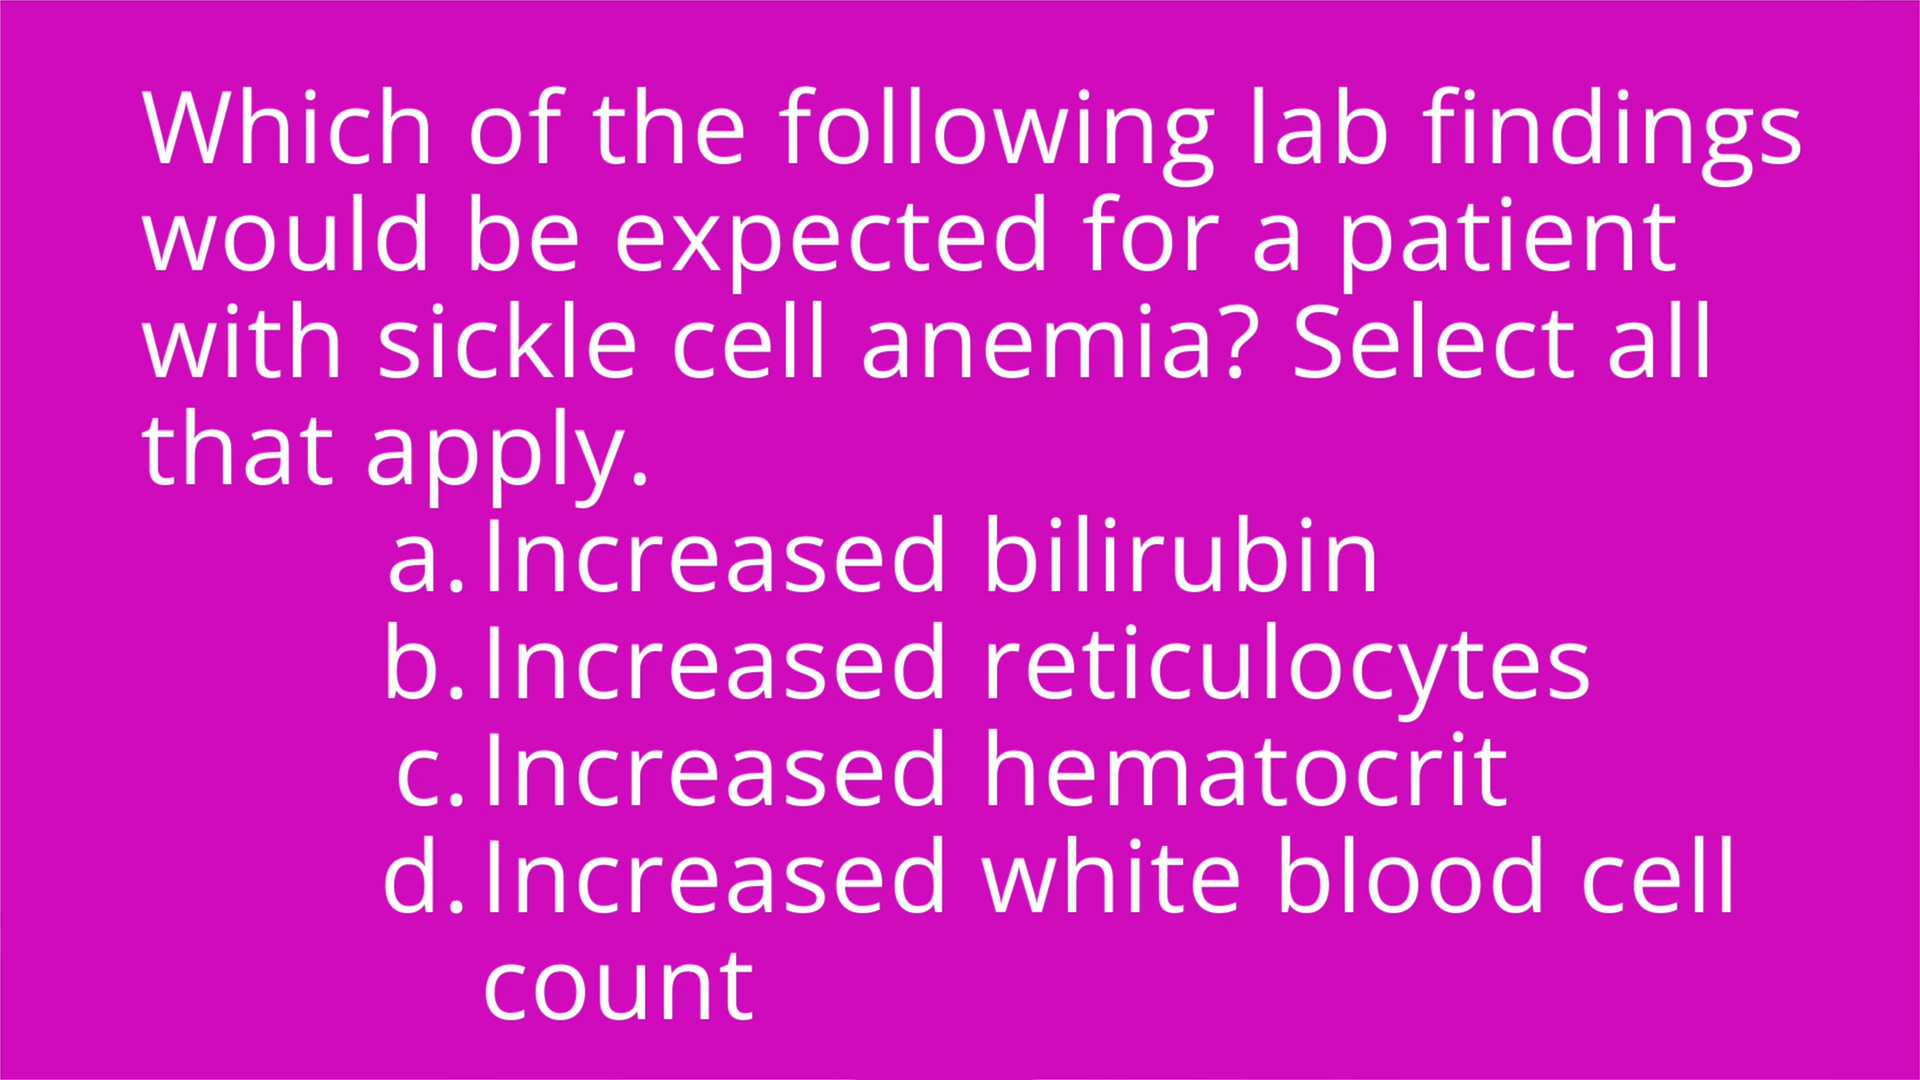 Which of the following lab findings
would be expected for a patient
with sickle cell anemia? Select all
that apply.
a. Increased bilirubin
b. Increased reticulocytes
c. Increased hematocrit
d. Increased white blood cell
count